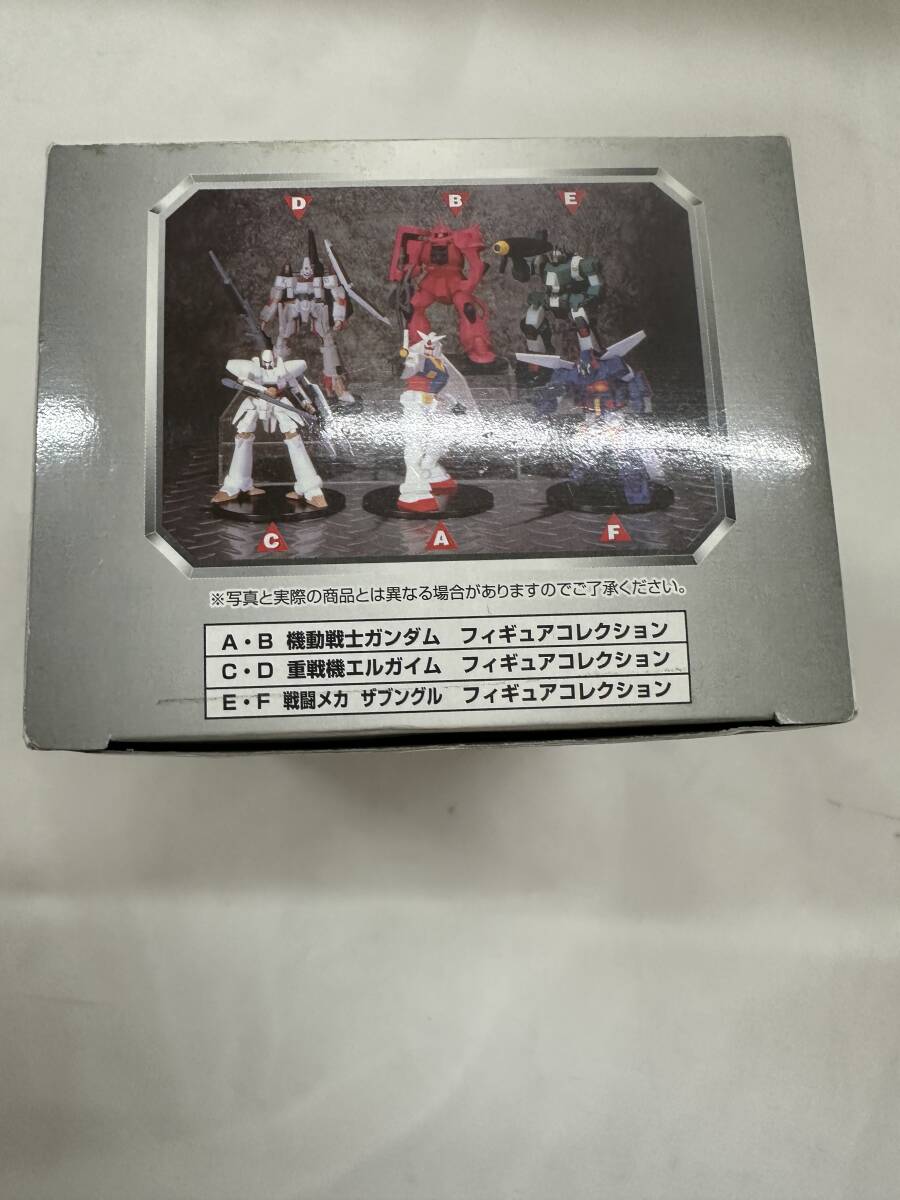 D B E
C A F
※写真と実際の商品とは異なる場合がありますのでご了承ください。
A・B 機動戦士ガンダム フィギュアコレクション
C・D 重戦機エルガイム フィギュアコレクション
E・F 戦闘メカ ザブングル フィギュアコレクション